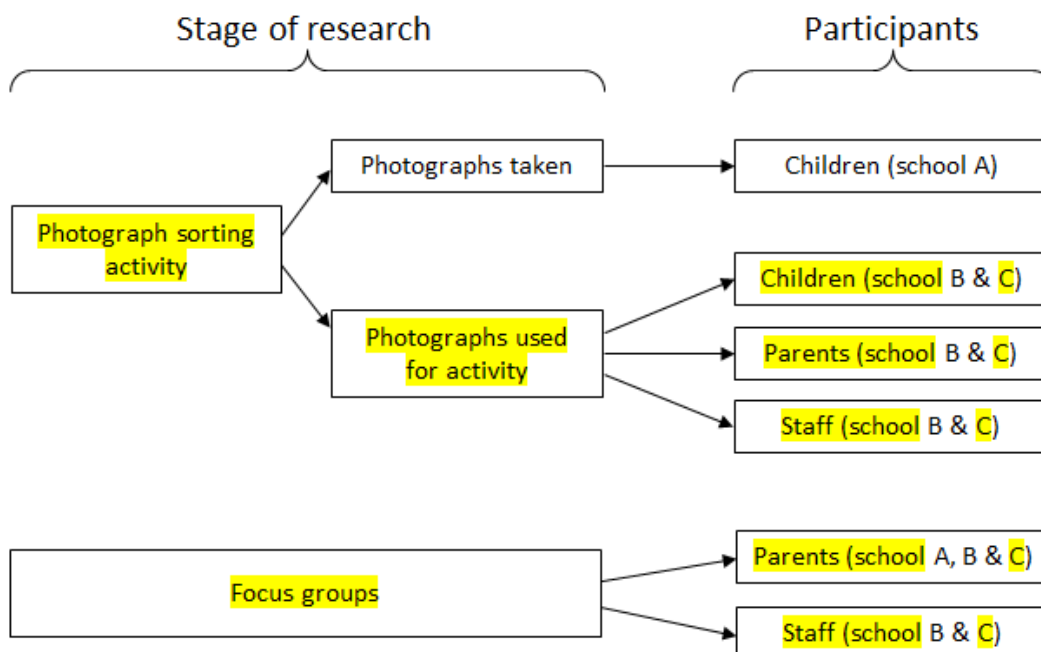 Stage of research
Participants
Photographs taken
Children (school A)
Photograph sorting
activity
Children (school B & C)
Photographs used
for activity
Parents (school B & C)
Staff (school B & C)
Parents (school A, B & C)
Focus groups
Staff (school B & C)